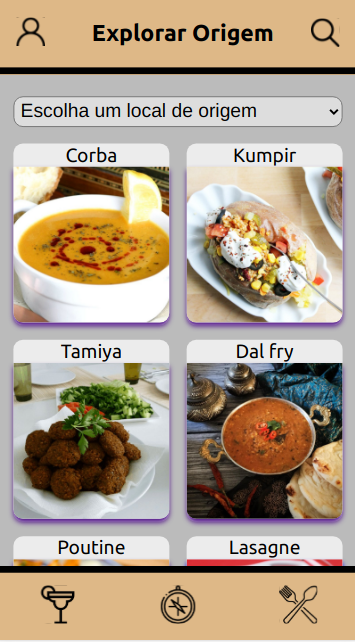 Explorar Origem
Escolha um local de origem
Corba
Kumpir
Tamiya
Dal fry
Poutine
Lasagne